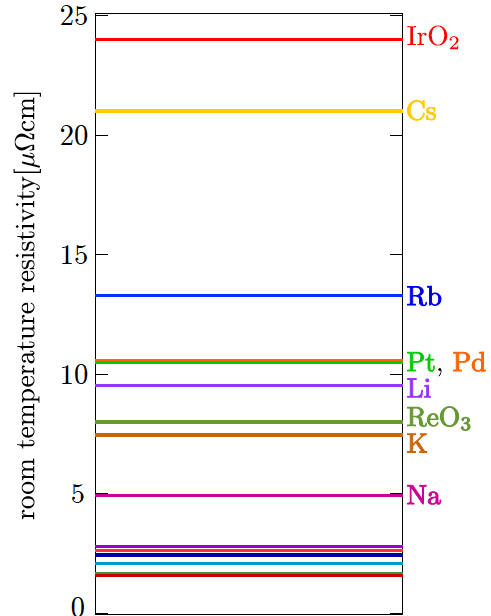 25
IrO₂
Cs
20
15
Rb
Pt, Pd
10
Li
ReO₃
K
5
Na
0
room temperature resistivity[μΩcm]